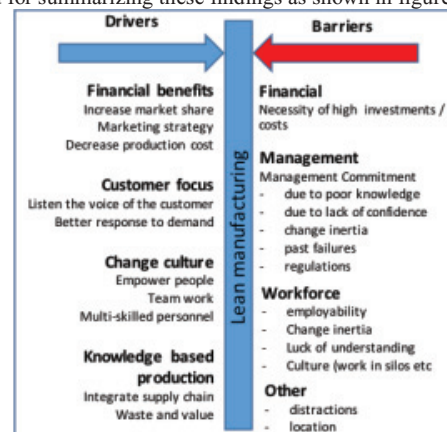 for summarizing these findings as shown in figure
Drivers
Financial benefits
Increase market share
Marketing strategy
Decrease production cost
Customer focus
Listen the voice of the customer
Better response to demand
Change culture
Empower people
Team work
Multi-skilled personnel
Knowledge based
production
Integrate supply chain
Waste and value
Lean manufacturing
Barriers
Financial
Necessity of high investments /
costs
Management
Management Commitment
- due to poor knowledge
- due to lack of confidence
- change inertia
- past failures
- regulations
Workforce
- employability
- Change inertia
- Luck of understanding
- Culture (work in silos etc
Other
- distractions
- location